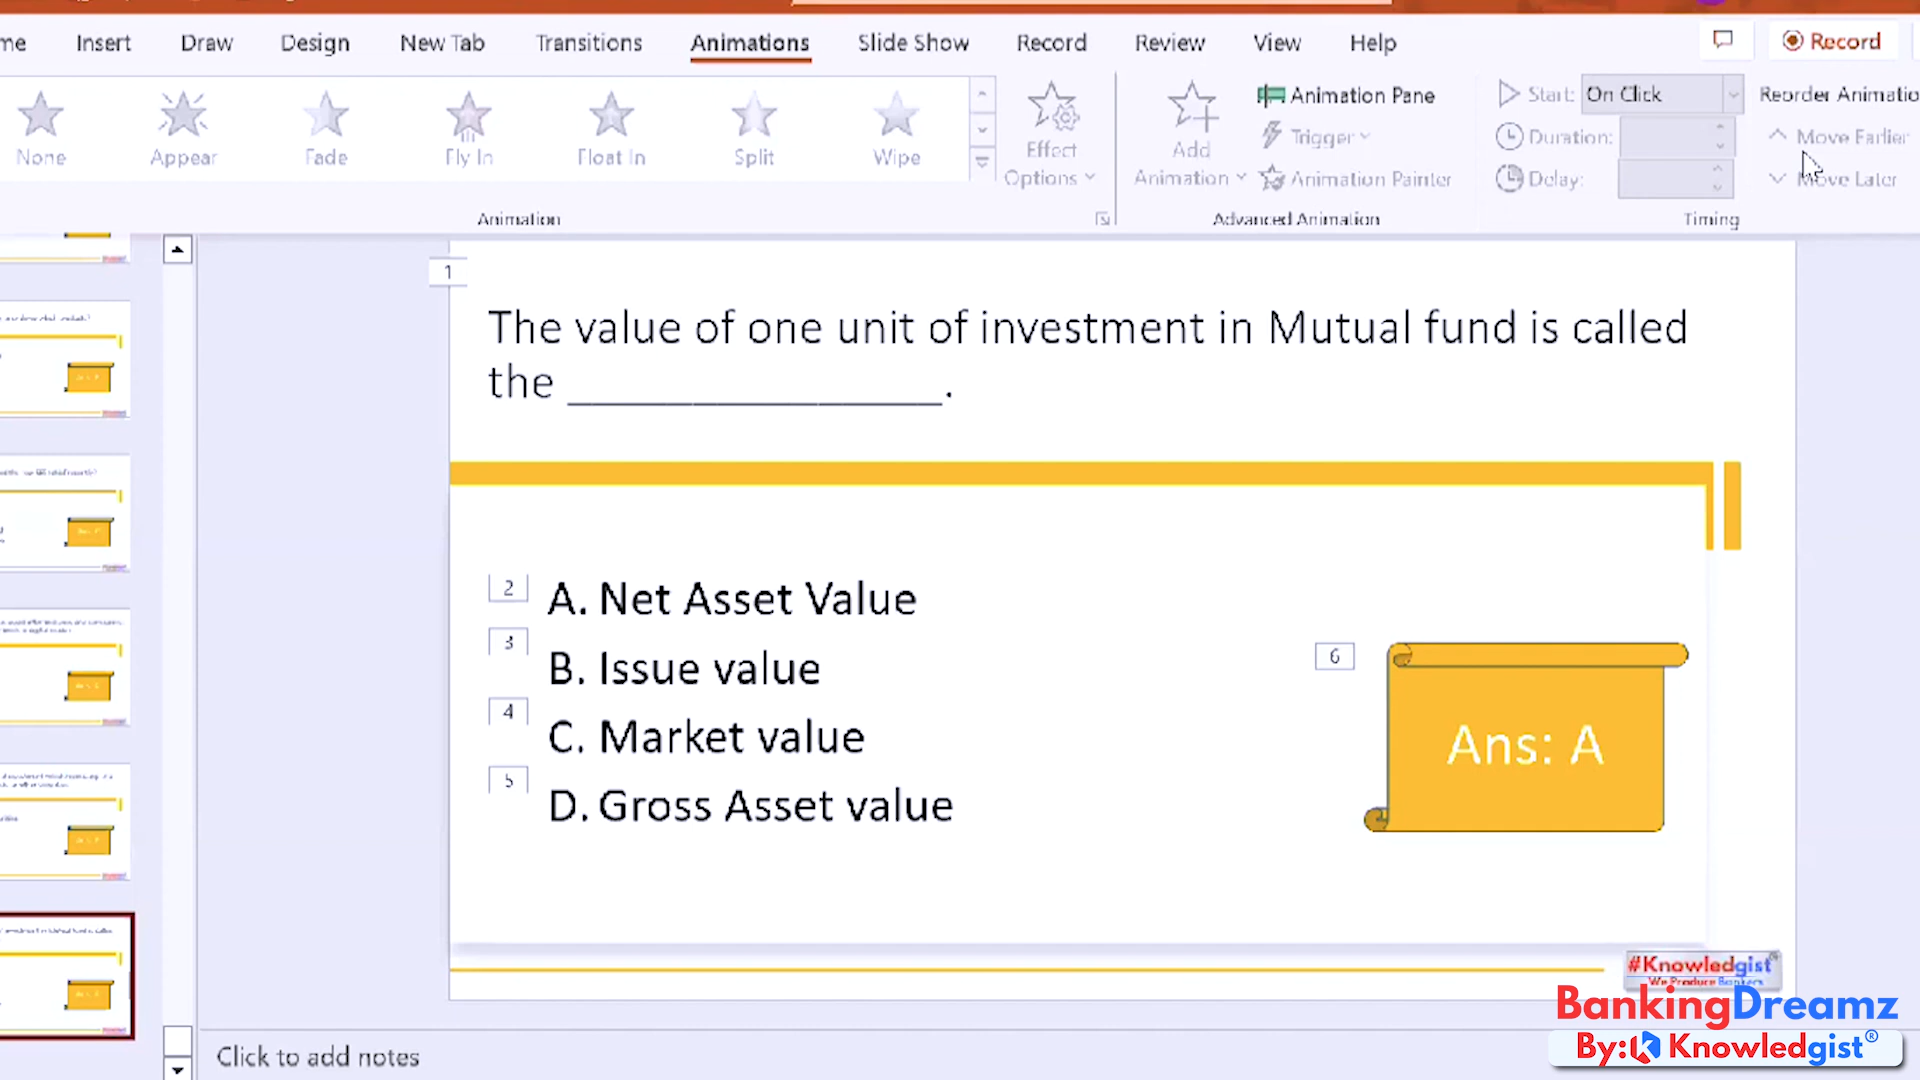 me Insert Draw Design New Tab Transitions Animations Slide Show Record Review View Help Record
None Appear Fade Fly In Float In Split Wipe
Effect Options
Add Animation
Animation Pane
Trigger
Animation Painter
Start: On Click
Duration:
Delay:
Reorder Animatio
Move Earlier
Move Later
Animation Advanced Animation Timing
1
The value of one unit of investment in Mutual fund is called
the _______________.
2 A. Net Asset Value
3 B. Issue value
4 C. Market value
5 D. Gross Asset value
6
Ans: A
#Knowledgist
We Produce Bankers
BankingDreamz
By: Knowledgist®
Click to add notes